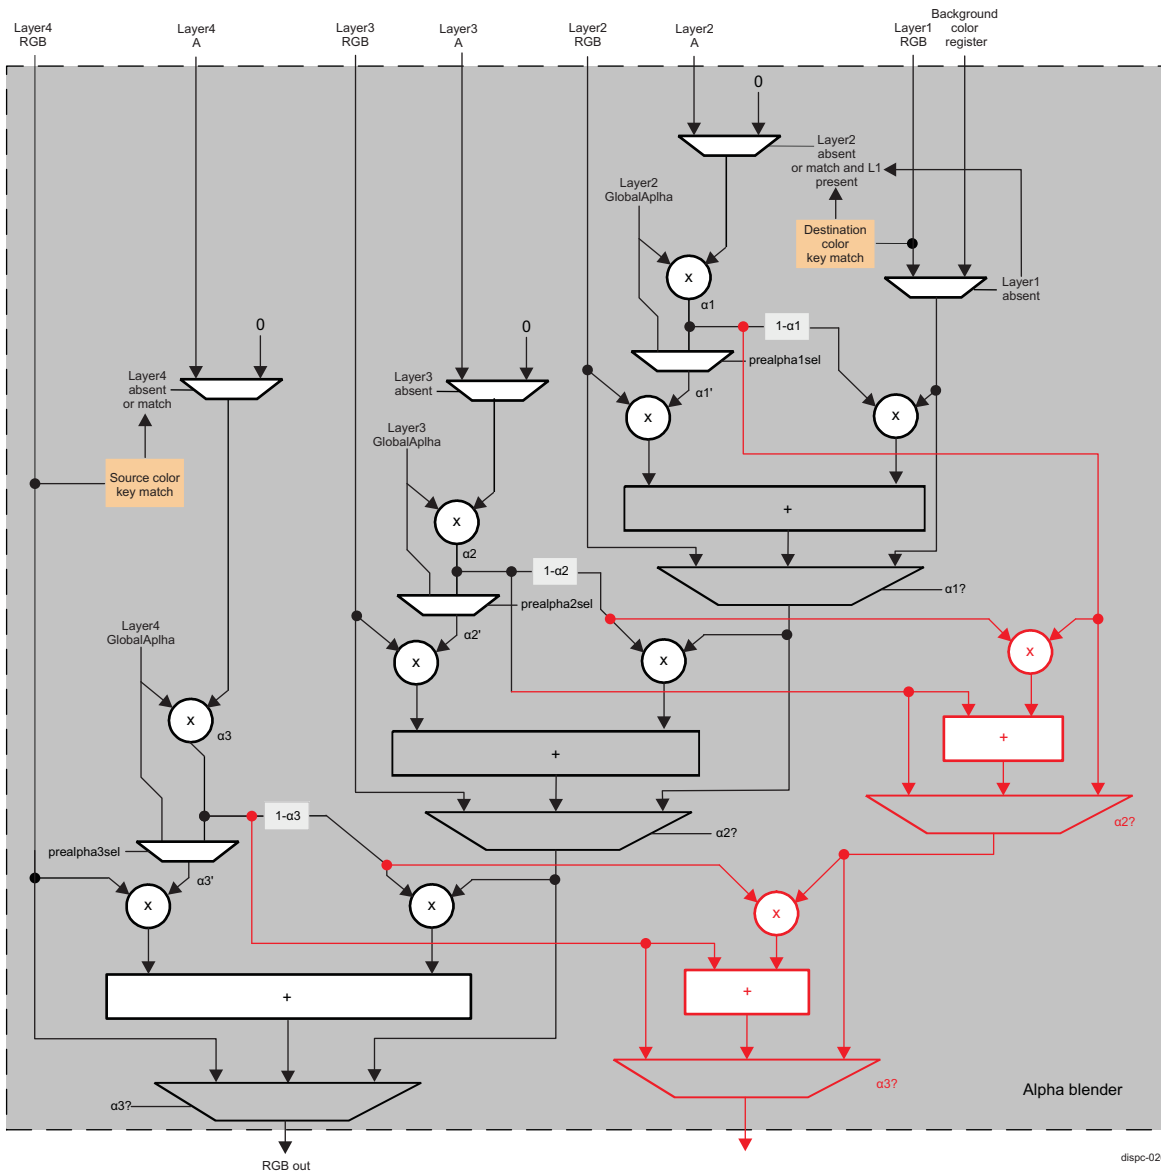 Layer4
RGB
Layer4
A
Layer3
RGB
Layer3
A
Layer2
RGB
Layer2
A
Layer1
RGB
Background
color
register
0
Layer2
absent
or match and L1
present
Layer2
GlobalAplha
Destination
color
key match
x
Layer1
absent
α1
1-α1
0
0
prealpha1sel
Layer4
absent
or match
Layer3
absent
α1'
x
x
Layer3
GlobalAplha
Source color
key match
+
x
α2
1-α2
α1?
prealpha2sel
Layer4
GlobalAplha
α2'
x
x
x
x
α3
+
+
1-α3
α2?
α2?
prealpha3sel
α3'
x
x
x
+
+
α3?
α3?
Alpha blender
RGB out
dispc-02